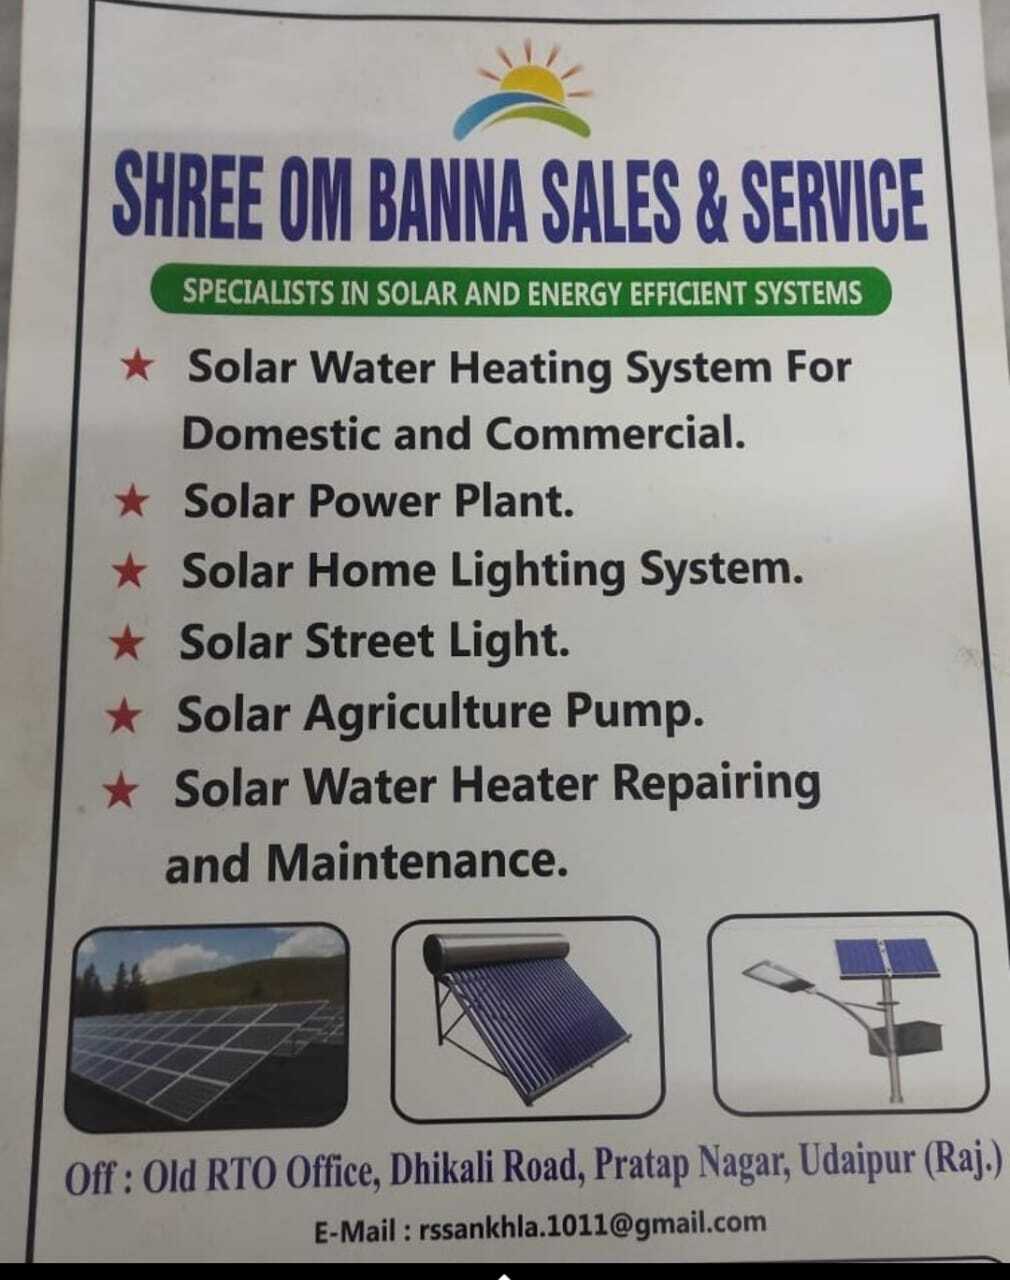 SHREE OM BANNA SALES & SERVICE
SPECIALISTS IN SOLAR AND ENERGY EFFICIENT SYSTEMS
★ Solar Water Heating System For
Domestic and Commercial.
★ Solar Power Plant.
★ Solar Home Lighting System.
★ Solar Street Light.
★ Solar Agriculture Pump.
★ Solar Water Heater Repairing
and Maintenance.
Off : Old RTO Office, Dhikali Road, Pratap Nagar, Udaipur (Raj.)
E-Mail : rssankhla.1011@gmail.com